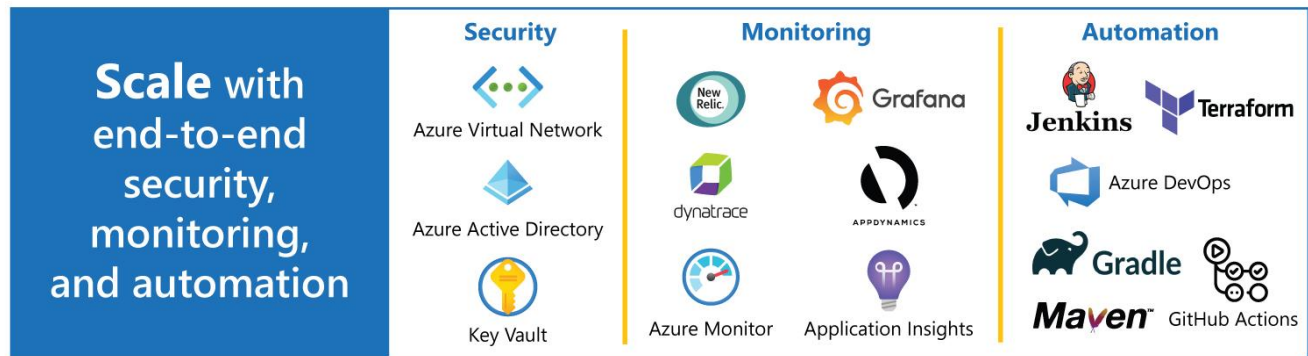 Scale with
end-to-end
security,
monitoring,
and automation
Security
Azure Virtual Network
Azure Active Directory
Key Vault
Monitoring
New
Relic.
Grafana
dynatrace
APPDYNAMICS
Azure Monitor
Application Insights
Automation
Jenkins
Terraform
Azure DevOps
Gradle
Maven™
GitHub Actions